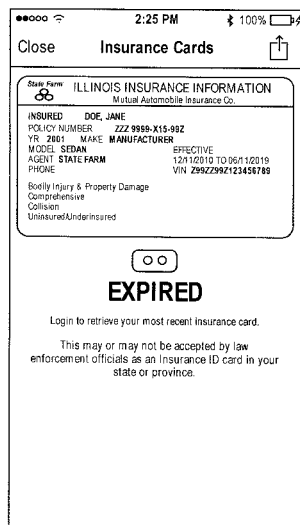 2:25 PM 100%
Close Insurance Cards
State Farm ILLINOIS INSURANCE INFORMATION
Mutual Automobile Insurance Co.
INSURED DOE, JANE
POLICY NUMBER ZZZ 9999-X15-99Z
YR 2001 MAKE MANUFACTURER
MODEL SEDAN EFFECTIVE
AGENT STATE FARM 12/11/2010 TO 06/11/2019
PHONE VIN Z99ZZ99Z123456789
Bodily Injury & Property Damage
Comprehensive
Collision
Uninsured/Underinsured
EXPIRED
Login to retrieve your most recent insurance card.
This may or may not be accepted by law
enforcement officials as an Insurance ID card in your
state or province.